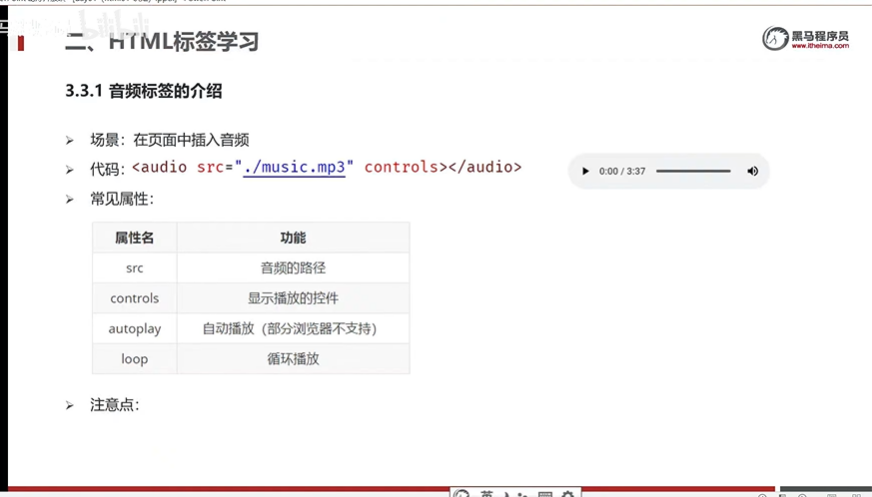 bilibili
二、HTML标签学习
黑马程序员
www.itheima.com
3.3.1 音频标签的介绍
➢ 场景：在页面中插入音频
➢ 代码：<audio src="./music.mp3" controls></audio>
0:00 / 3:37
➢ 常见属性：
属性名 功能
src 音频的路径
controls 显示播放的控件
autoplay 自动播放（部分浏览器不支持）
loop 循环播放
➢ 注意点：
英